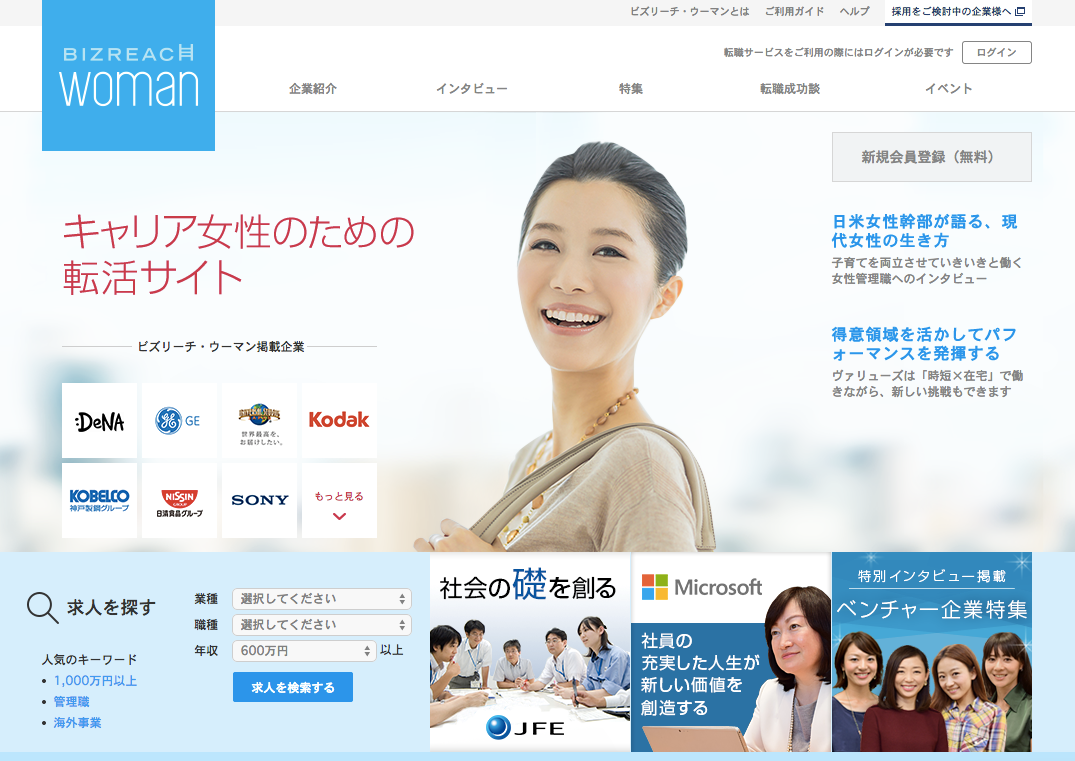 ビズリーチ・ウーマンとは ご利用ガイド ヘルプ 採用をご検討中の企業様へ
BIZREACH
woman
転職サービスをご利用の際にはログインが必要です ログイン
企業紹介 インタビュー 特集 転職成功談 イベント
新規会員登録（無料）
キャリア女性のための
転活サイト
日米女性幹部が語る、現
代女性の生き方
子育てを両立させていきいきと働く
女性管理職へのインタビュー
得意領域を活かしてパフ
ォーマンスを発揮する
ヴァリューズは「時短×在宅」で働
きながら、新しい挑戦もできます
ビズリーチ・ウーマン掲載企業
:DeNA
GE GE
UNIVERSAL STUDIOS JAPAN
世界最高を、
お届けしたい。
Kodak
KOBELCO
神戸製鋼グループ
NISSIN
GROUP
日清食品グループ
SONY
もっと見る
求人を探す
業種 選択してください
職種 選択してください
年収 600万円 以上
求人を検索する
人気のキーワード
• 1,000万円以上
• 管理職
• 海外事業
社会の礎を創る
JFE
Microsoft
社員の
充実した人生が
新しい価値を
創造する
特別インタビュー掲載
ベンチャー企業特集